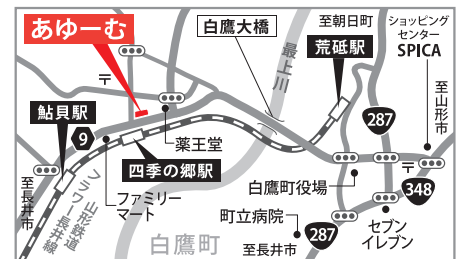 あゆーむ
白鷹大橋
至朝日町
ショッピング
センター
SPICA
最上川
荒砥駅
〒
鮎貝駅
287
至山形市
9
薬王堂
四季の郷駅
ファミリー
マート
〒
白鷹町役場
348
至長井市
フラワー長井線
山形鉄道
町立病院
セブン
イレブン
白鷹町
至長井市
287